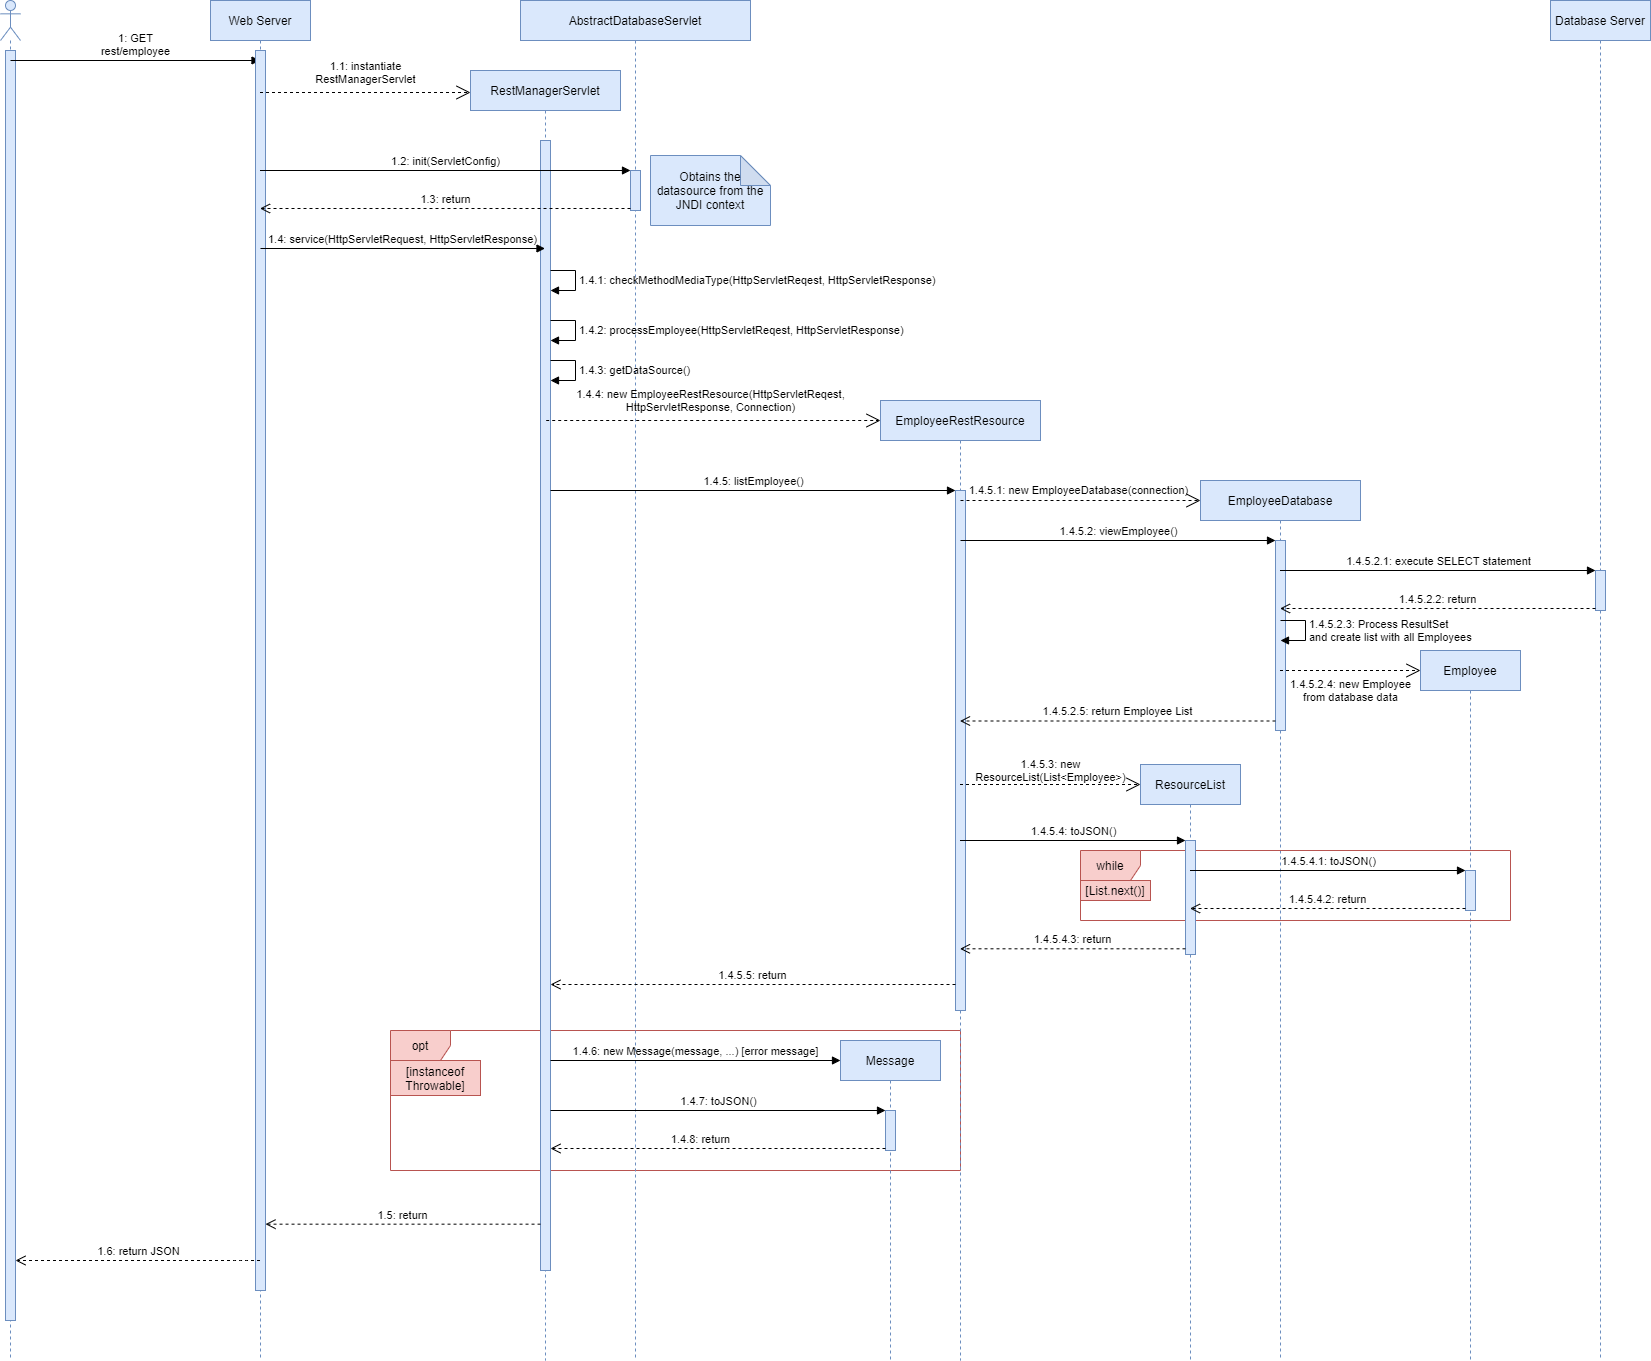 Web Server
AbstractDatabaseServlet
Database Server
1: GET
rest/employee
1.1: instantiate
RestManagerServlet
RestManagerServlet
1.2: init(ServletConfig)
Obtains the
datasource from the
JNDI context
1.3: return
1.4: service(HttpServletRequest, HttpServletResponse)
1.4.1: checkMethodMediaType(HttpServletReqest, HttpServletResponse)
1.4.2: processEmployee(HttpServletReqest, HttpServletResponse)
1.4.3: getDataSource()
1.4.4: new EmployeeRestResource(HttpServletReqest,
HttpServletResponse, Connection)
EmployeeRestResource
1.4.5: listEmployee()
1.4.5.1: new EmployeeDatabase(connection)
EmployeeDatabase
1.4.5.2: viewEmployee()
1.4.5.2.1: execute SELECT statement
1.4.5.2.2: return
1.4.5.2.3: Process ResultSet
and create list with all Employees
Employee
1.4.5.2.4: new Employee
from database data
1.4.5.2.5: return Employee List
1.4.5.3: new
ResourceList(List<Employee>)
ResourceList
1.4.5.4: toJSON()
while
[List.next()]
1.4.5.4.1: toJSON()
1.4.5.4.2: return
1.4.5.4.3: return
1.4.5.5: return
opt
[instanceof
Throwable]
1.4.6: new Message(message, ...) [error message]
Message
1.4.7: toJSON()
1.4.8: return
1.5: return
1.6: return JSON